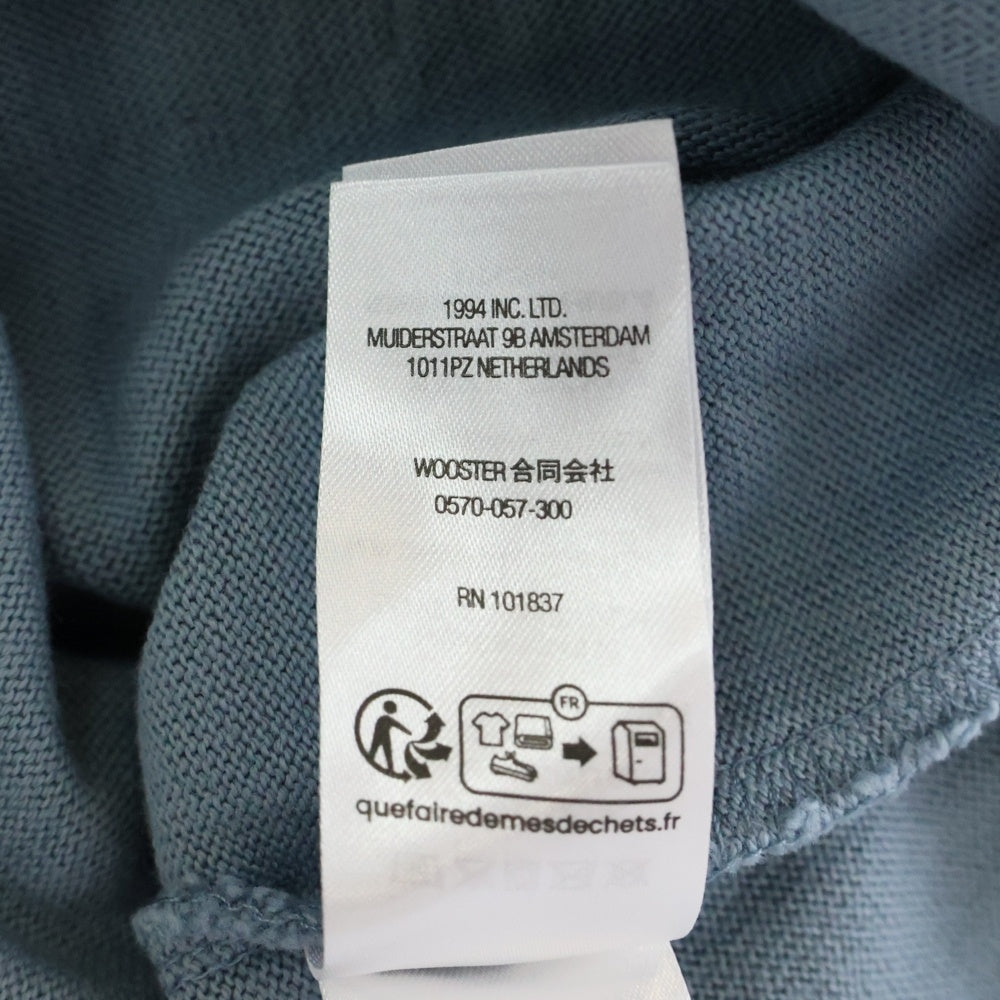 1994 INC. LTD.
MUIDERSTRAAT 9B AMSTERDAM
1011PZ NETHERLANDS
WOOSTER 合同会社
0570-057-300
RN 101837
FR
quefairedemesdechets.fr